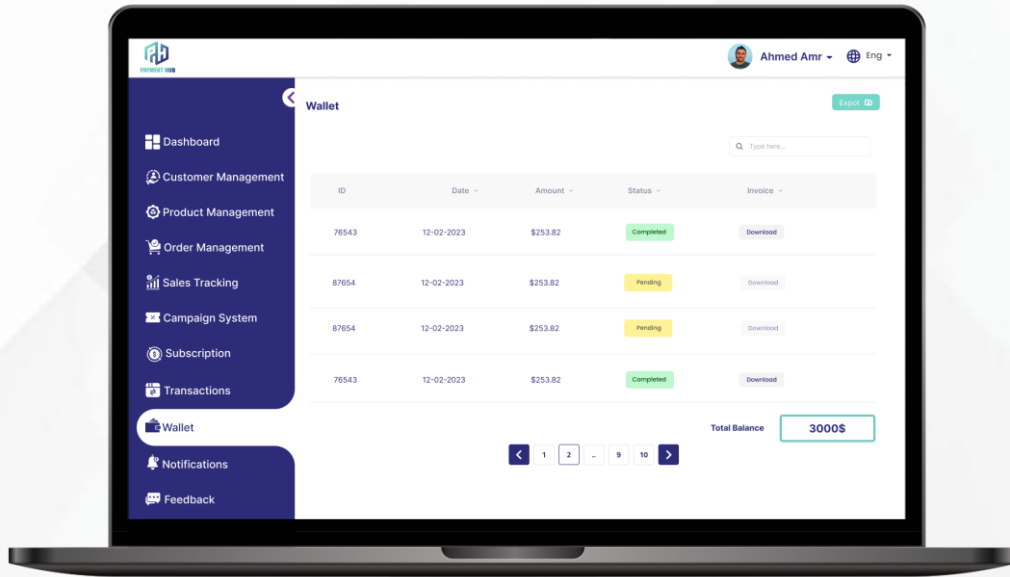 PAYMENT HUB
Ahmed Amr
Eng
Wallet
Expot
Type here...
Dashboard
Customer Management
Product Management
Order Management
Sales Tracking
Campaign System
Subscription
Transactions
Wallet
Notifications
Feedback
ID Date Amount Status Invoice
76543 12-02-2023 $253.82 Completed Download
87654 12-02-2023 $253.82 Pending Download
87654 12-02-2023 $253.82 Pending Download
76543 12-02-2023 $253.82 Completed Download
Total Balance 3000$
1 2 .. 9 10